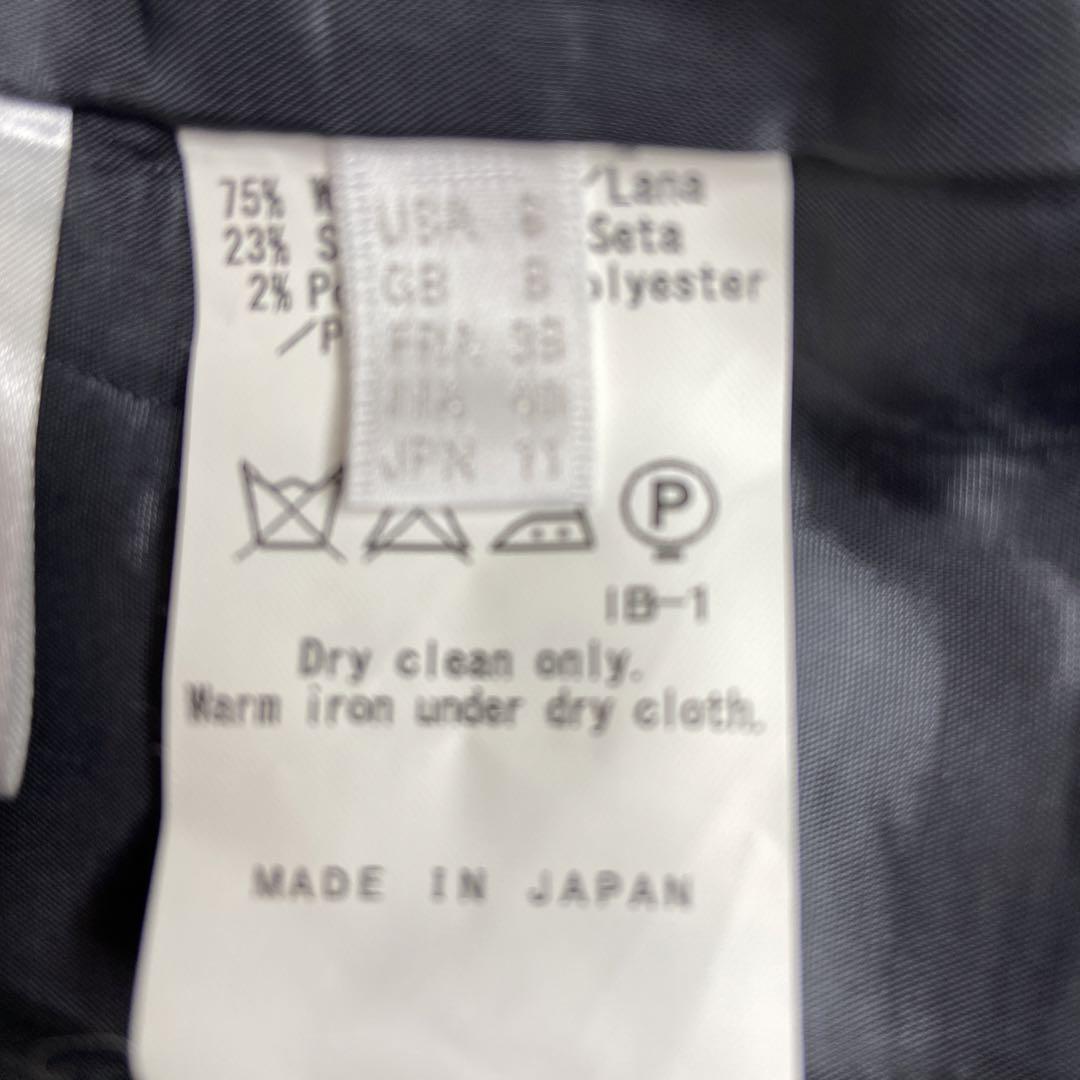 75% W /Lana
23% S Seta
2% Po olyester
/P
USA 6
GB 8
FRA 38
JPN 11
P
IB-1
Dry clean only.
Warm iron under dry cloth.
MADE IN JAPAN